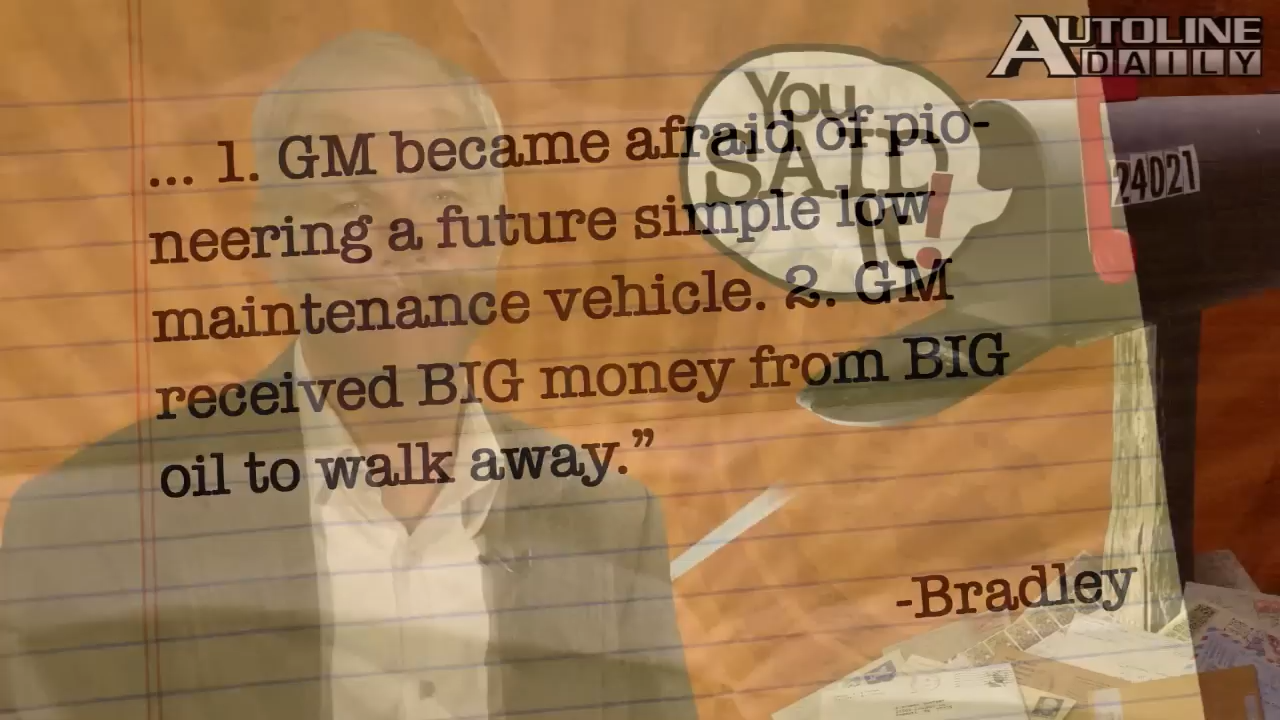 AUTOLINE
DAILY
You
SAID
It!
24021
... 1. GM became afraid of pio-
neering a future simple low
maintenance vehicle. 2. GM
received BIG money from BIG
oil to walk away.”
-Bradley